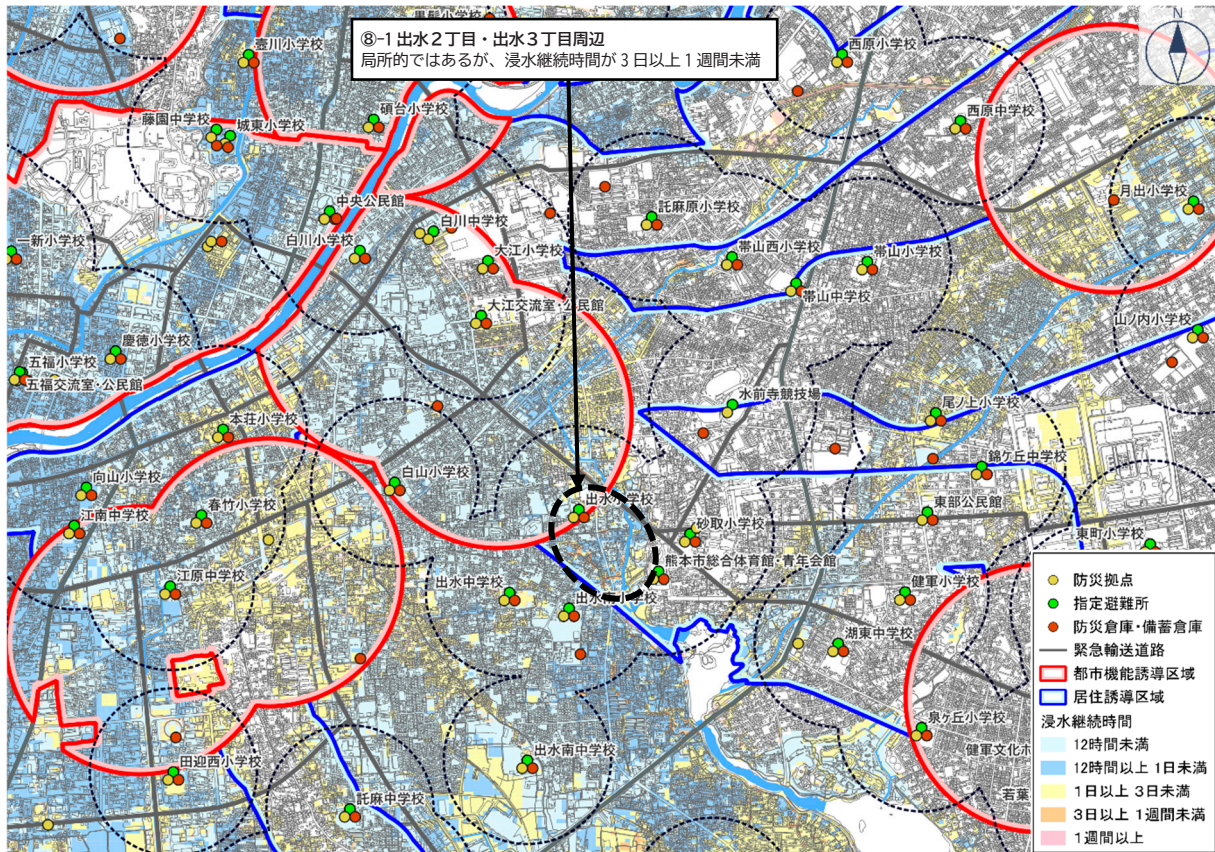 ⑧-1 出水２丁目・出水３丁目周辺
局所的ではあるが、浸水継続時間が３日以上１週間未満
N
壺川小学校
西原小学校
碩台小学校
藤園中学校
城東小学校
西原中学校
月出小学校
中央公民館
白川中学校
託麻原小学校
一新小学校
白川小学校
大江小学校
帯山西小学校
帯山小学校
帯山中学校
大江交流室・公民館
山ノ内小学校
慶徳小学校
五福小学校
五福交流室・公民館
水前寺競技場
尾ノ上小学校
本荘小学校
錦ケ丘中学校
向山小学校
白山小学校
春竹小学校
出水小学校
東部公民館
江南中学校
砂取小学校
東町小学校
熊本市総合体育館・青年会館
江原中学校
出水中学校
出水南小学校
健軍小学校
湖東中学校
泉ヶ丘小学校
健軍文化ホ
出水南中学校
田迎西小学校
託麻中学校
若葉
防災拠点
指定避難所
防災倉庫・備蓄倉庫
緊急輸送道路
都市機能誘導区域
居住誘導区域
浸水継続時間
12時間未満
12時間以上 1日未満
1日以上 3日未満
3日以上 1週間未満
1週間以上